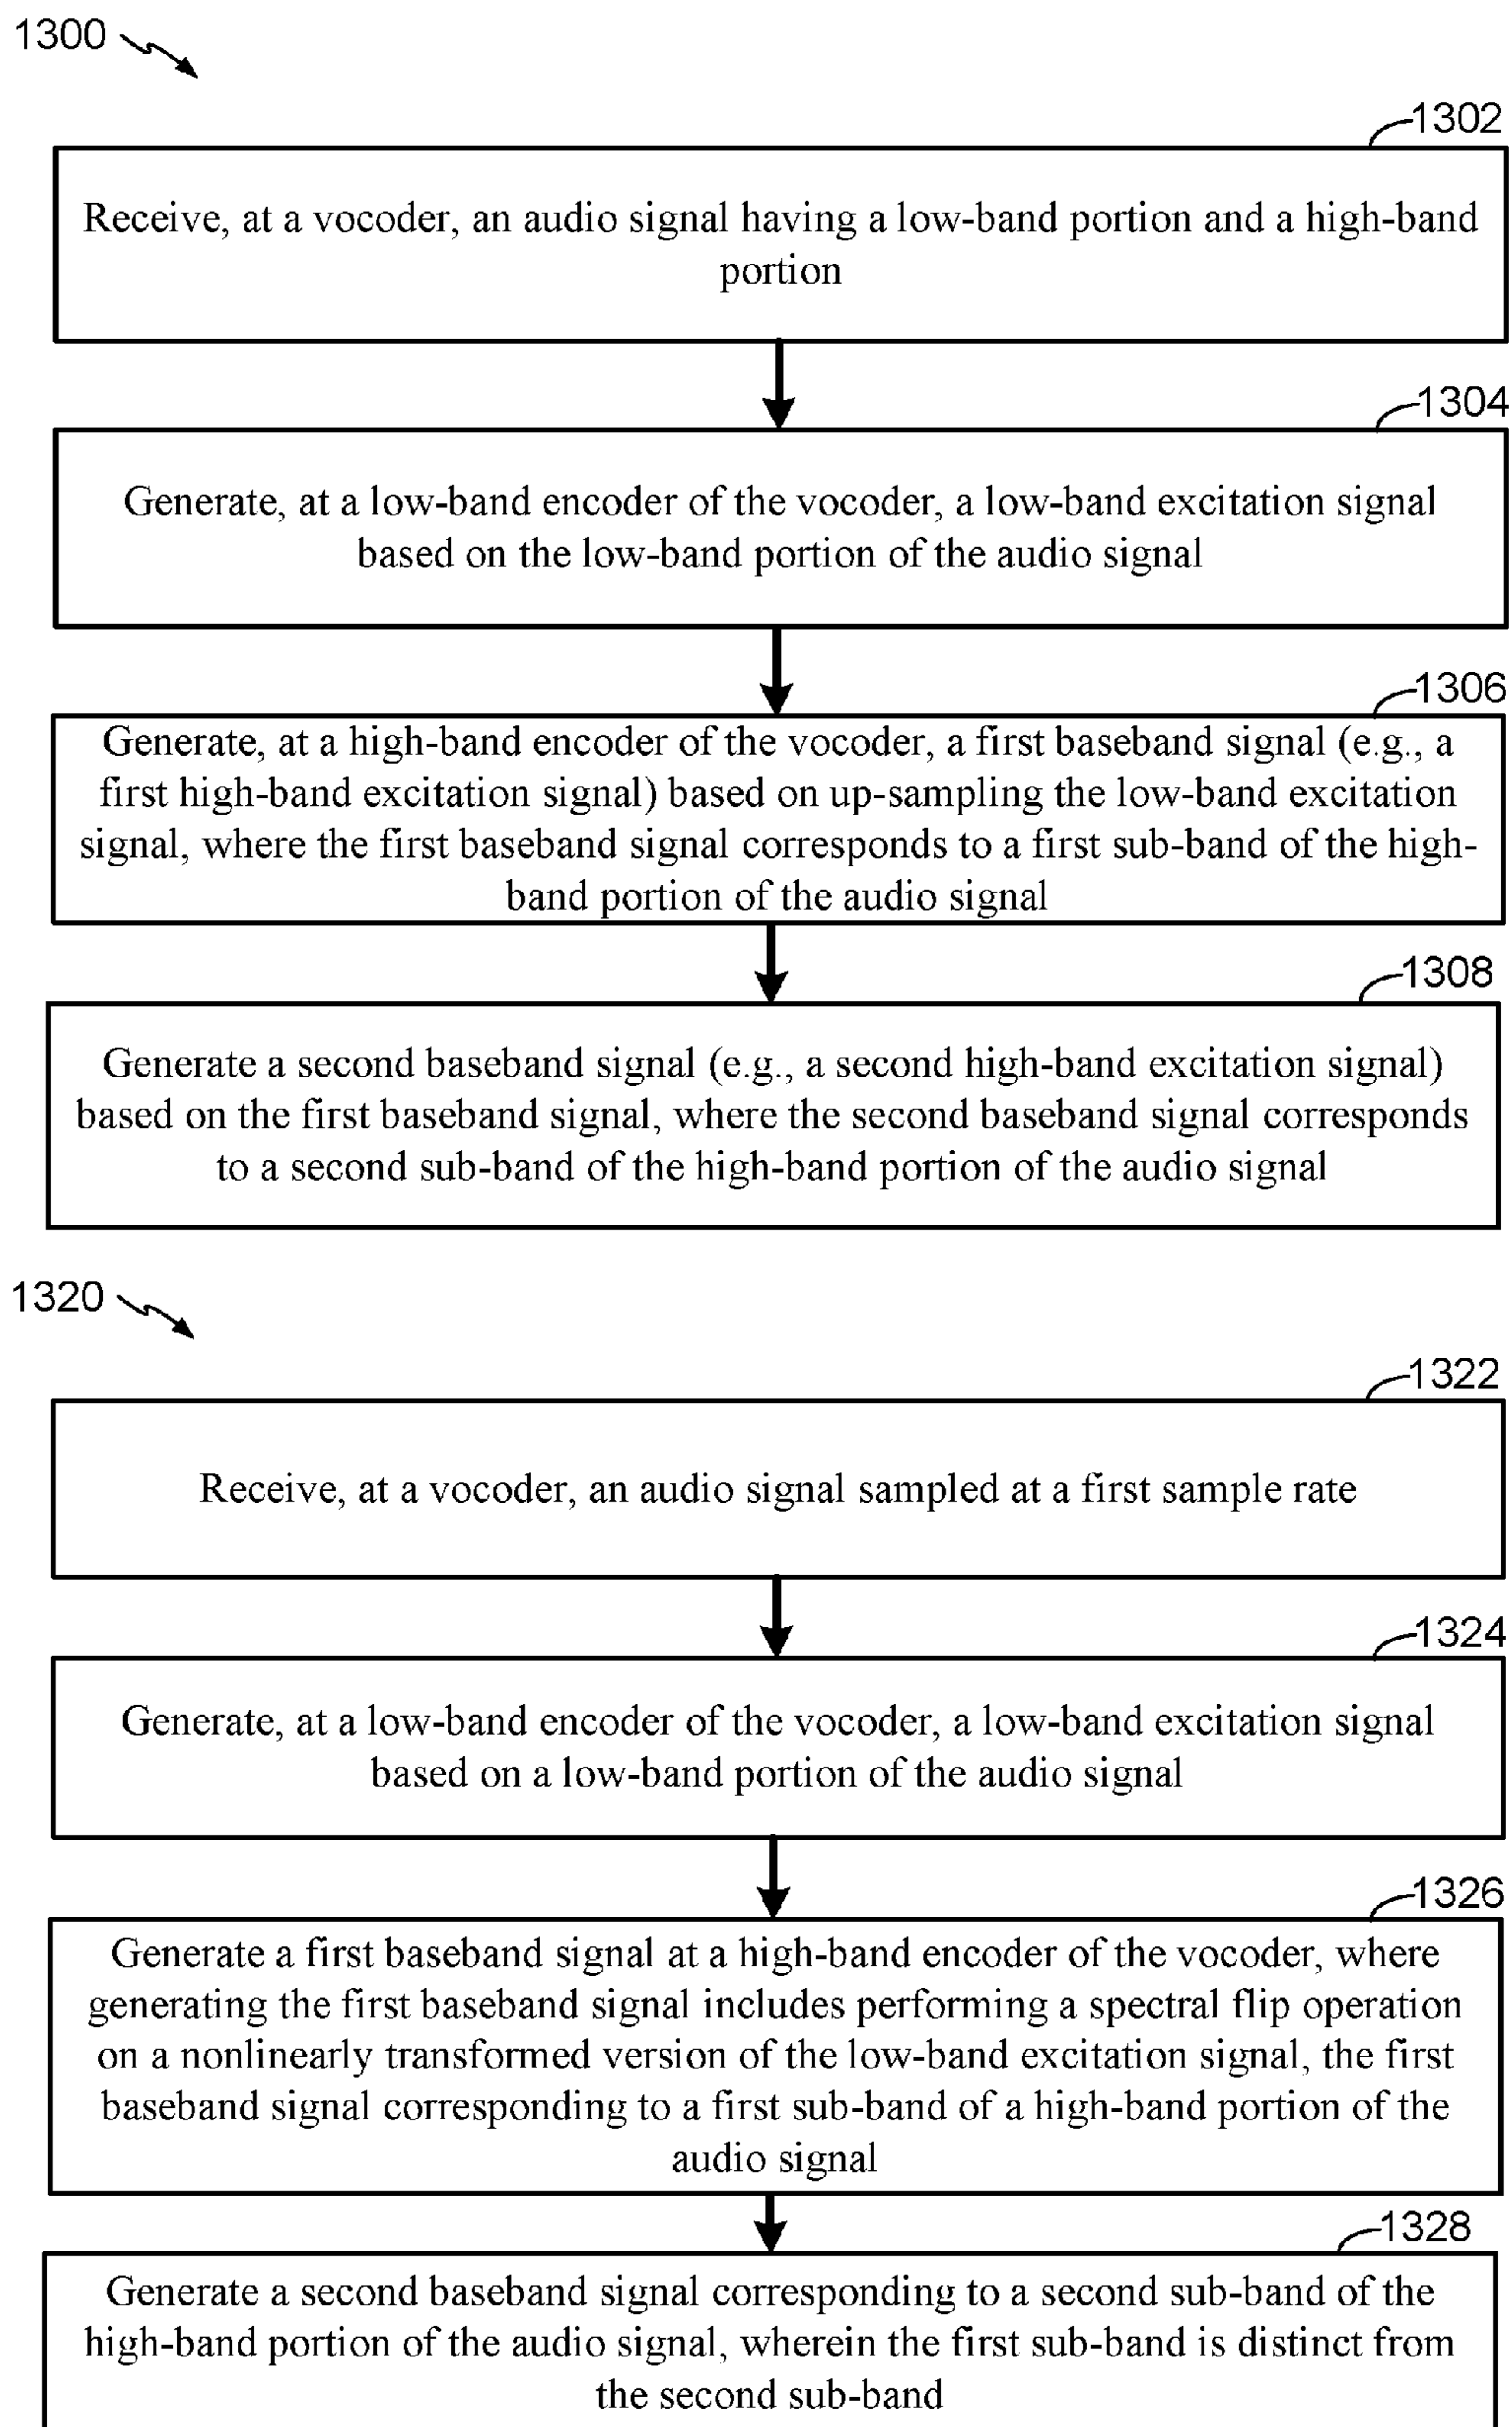 1300
1302
Receive, at a vocoder, an audio signal having a low-band portion and a high-band
portion
1304
Generate, at a low-band encoder of the vocoder, a low-band excitation signal
based on the low-band portion of the audio signal
1306
Generate, at a high-band encoder of the vocoder, a first baseband signal (e.g., a
first high-band excitation signal) based on up-sampling the low-band excitation
signal, where the first baseband signal corresponds to a first sub-band of the high-
band portion of the audio signal
1308
Generate a second baseband signal (e.g., a second high-band excitation signal)
based on the first baseband signal, where the second baseband signal corresponds
to a second sub-band of the high-band portion of the audio signal
1320
1322
Receive, at a vocoder, an audio signal sampled at a first sample rate
1324
Generate, at a low-band encoder of the vocoder, a low-band excitation signal
based on a low-band portion of the audio signal
1326
Generate a first baseband signal at a high-band encoder of the vocoder, where
generating the first baseband signal includes performing a spectral flip operation
on a nonlinearly transformed version of the low-band excitation signal, the first
baseband signal corresponding to a first sub-band of a high-band portion of the
audio signal
1328
Generate a second baseband signal corresponding to a second sub-band of the
high-band portion of the audio signal, wherein the first sub-band is distinct from
the second sub-band